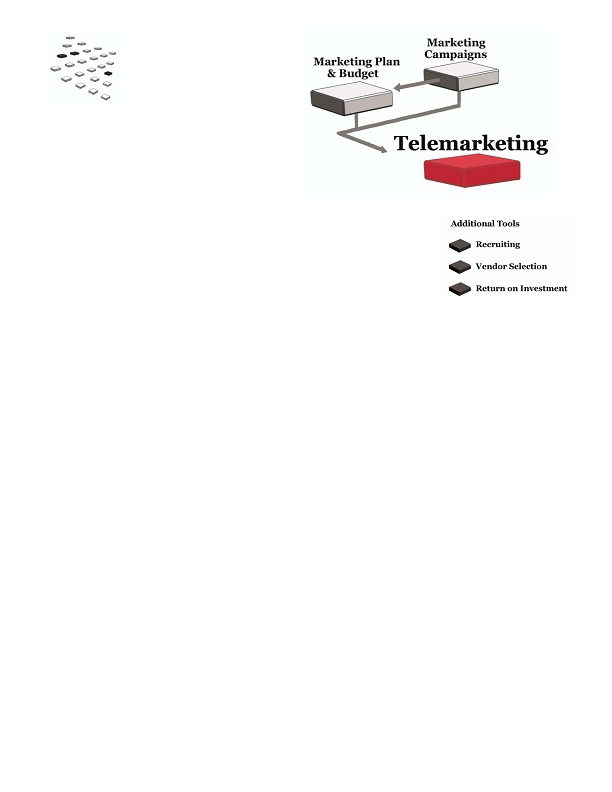 Marketing
Campaigns
Marketing Plan
& Budget
Telemarketing
Additional Tools
Recruiting
Vendor Selection
Return on Investment